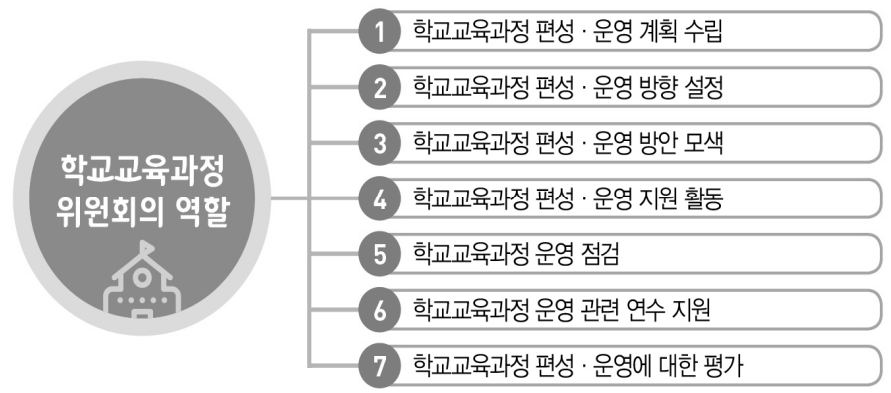 학교교육과정
위원회의 역할
1 학교교육과정 편성·운영 계획 수립
2 학교교육과정 편성·운영 방향 설정
3 학교교육과정 편성·운영 방안 모색
4 학교교육과정 편성·운영 지원 활동
5 학교교육과정 운영 점검
6 학교교육과정 운영 관련 연수 지원
7 학교교육과정 편성·운영에 대한 평가